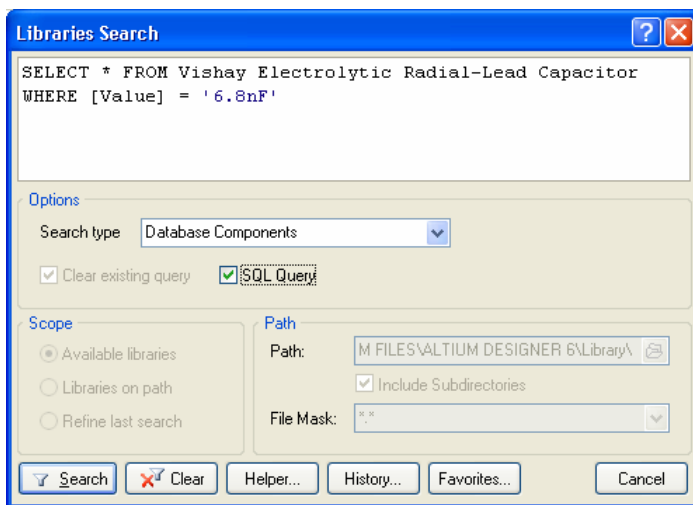 Libraries Search
SELECT * FROM Vishay Electrolytic Radial-Lead Capacitor
WHERE [Value] = '6.8nF'
Options
Search type Database Components
Clear existing query SQL Query
Scope
Available libraries
Libraries on path
Refine last search
Path
Path: M FILES\ALTIUM DESIGNER 6\Library\
Include Subdirectories
File Mask: *.*
Search Clear Helper... History... Favorites... Cancel